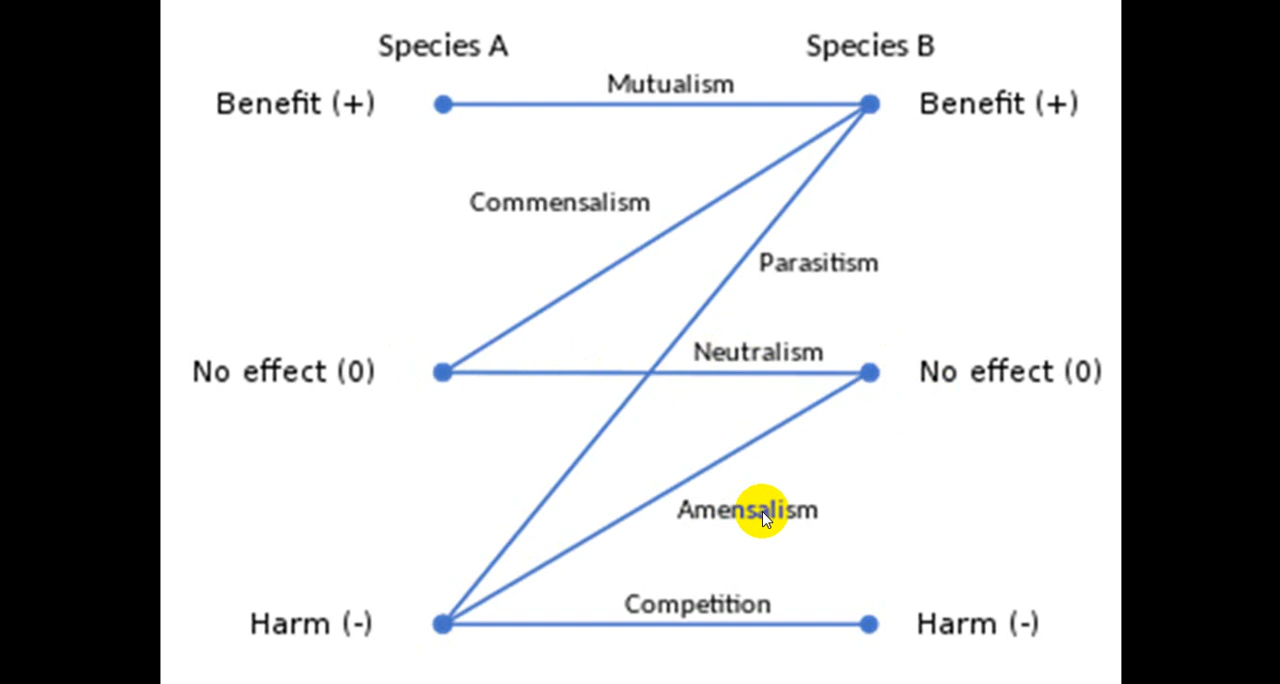 Species A
Species B
Mutualism
Benefit (+)
Benefit (+)
Commensalism
Parasitism
Neutralism
No effect (0)
No effect (0)
Amensalism
Competition
Harm (-)
Harm (-)